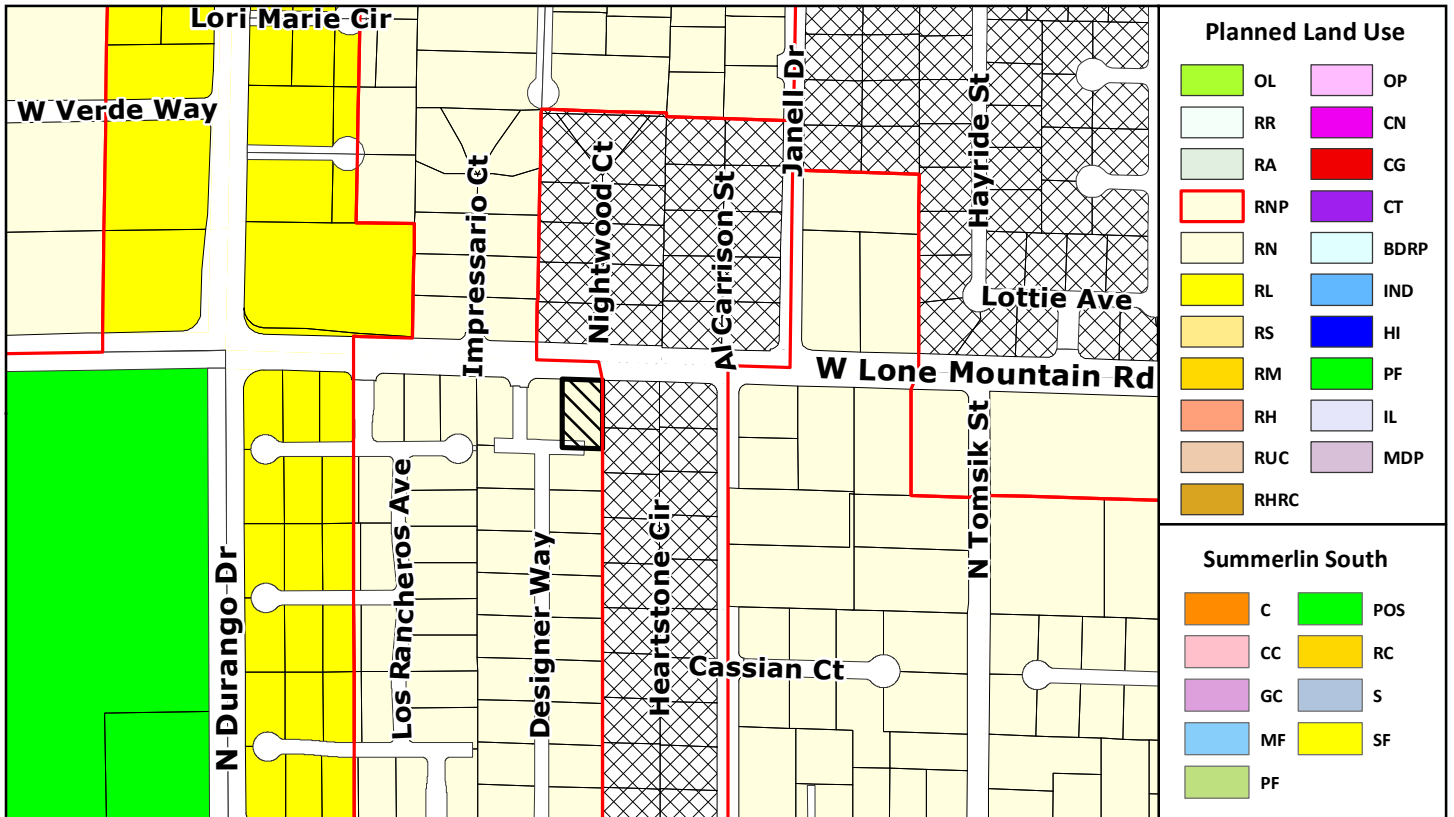 Lori Marie Cir
W Verde Way
Janell Dr
Hayride St
Nightwood Ct
Impressario Ct
Al Carrison St
Lottie Ave
W Lone Mountain Rd
N Tomsik St
Los Rancheros Ave
Designer Way
Heartstone Cir
N Durango Dr
Cassian Ct
Planned Land Use
OL
OP
RR
CN
RA
CG
RNP
CT
RN
BDRP
RL
IND
RS
HI
RM
PF
RH
IL
RUC
MDP
RHRC
Summerlin South
C
POS
CC
RC
GC
S
MF
SF
PF